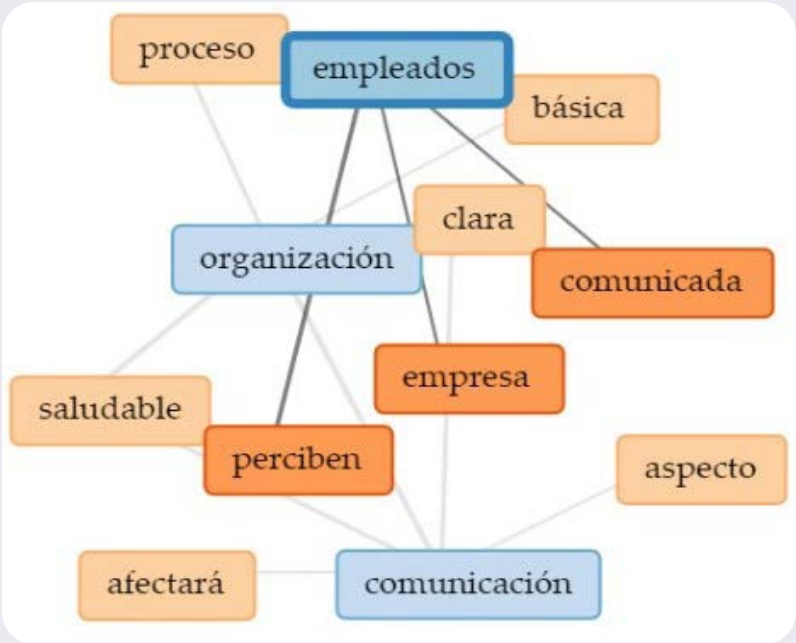 proceso
empleados
básica
clara
organización
comunicada
empresa
saludable
perciben
aspecto
afectará
comunicación